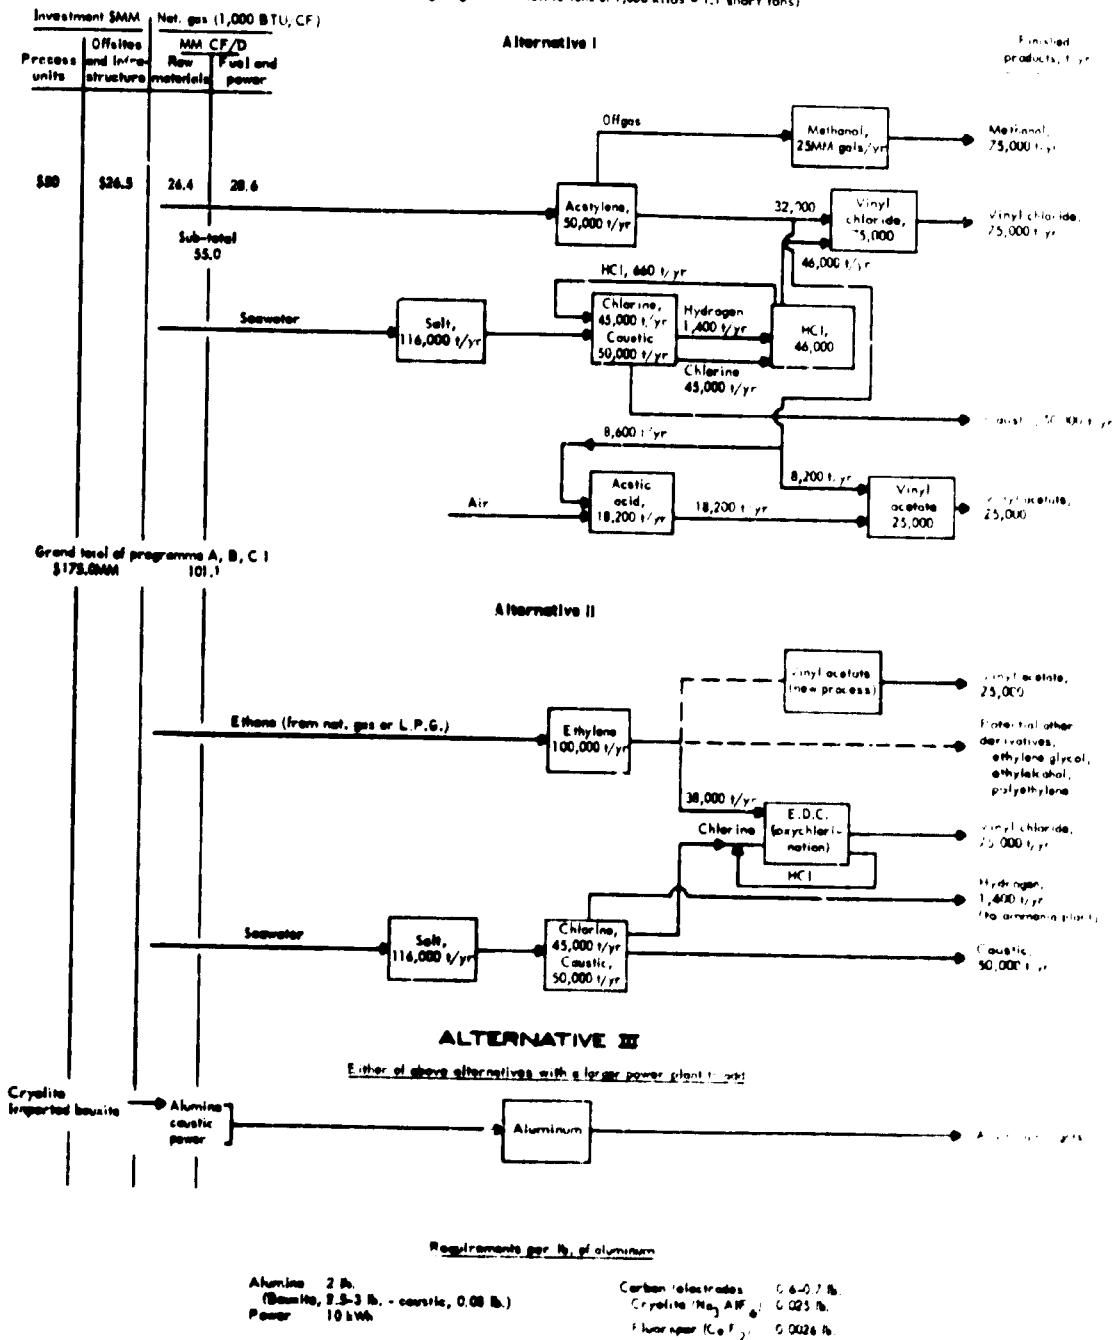 Investment $MM
Nat. gas (1,000 BTU/CF)
Process units
Offsites and infra-structure
MM CF/D
Raw materials
Fuel and power
Alternative I
Finished
products, t/yr
Offgas
Methanol,
25MM gals/yr
Methanol,
75,000 t/yr
$80
$26.5
26.4
28.6
Sub-total
55.0
Acetylene,
50,000 t/yr
32,000
Vinyl
chloride,
75,000
Vinyl chloride,
75,000 t/yr
46,000 t/yr
HCl, 660 t/yr
Seawater
Salt,
116,000 t/yr
Chlorine,
45,000 t/yr
Caustic
50,000 t/yr
Hydrogen
1,400 t/yr
HCl,
46,000
Chlorine
45,000 t/yr
8,600 t/yr
8,200 t/yr
Air
Acetic
acid,
18,200 t/yr
18,200 t/yr
Vinyl
acetate
25,000
Vinyl acetate,
25,000
Grand total of programme A, B, C I
$175.0MM
101.1
Alternative II
Vinyl acetate
(new process)
Vinyl acetate,
25,000
Ethane (from nat. gas or L.P.G.)
Ethylene
100,000 t/yr
Potential other
derivatives,
ethylene glycol,
ethylalcohol,
polyethylene
38,000 t/yr
Chlorine
E.D.C.
(oxychlori-
nation)
HCl
Vinyl chloride,
75,000 t/yr
Hydrogen,
1,400 t/yr
(to ammonia plant)
Seawater
Salt,
116,000 t/yr
Chlorine,
45,000 t/yr
Caustic,
50,000 t/yr
Caustic,
50,000 t/yr
ALTERNATIVE III
Either of above alternatives with a larger power plant to add
Cryolite
Imported bauxite
Alumina
caustic
power
Aluminum
Requirements per lb. of aluminum
Alumina 2 lb.
(Bauxite, 2.5-3 lb. - caustic, 0.08 lb.)
Power 10 kWh
Carbon electrodes 0.6-0.7 lb.
Cryolite (Na3 AlF6) 0.025 lb.
Fluorspar (CaF2) 0.0026 lb.